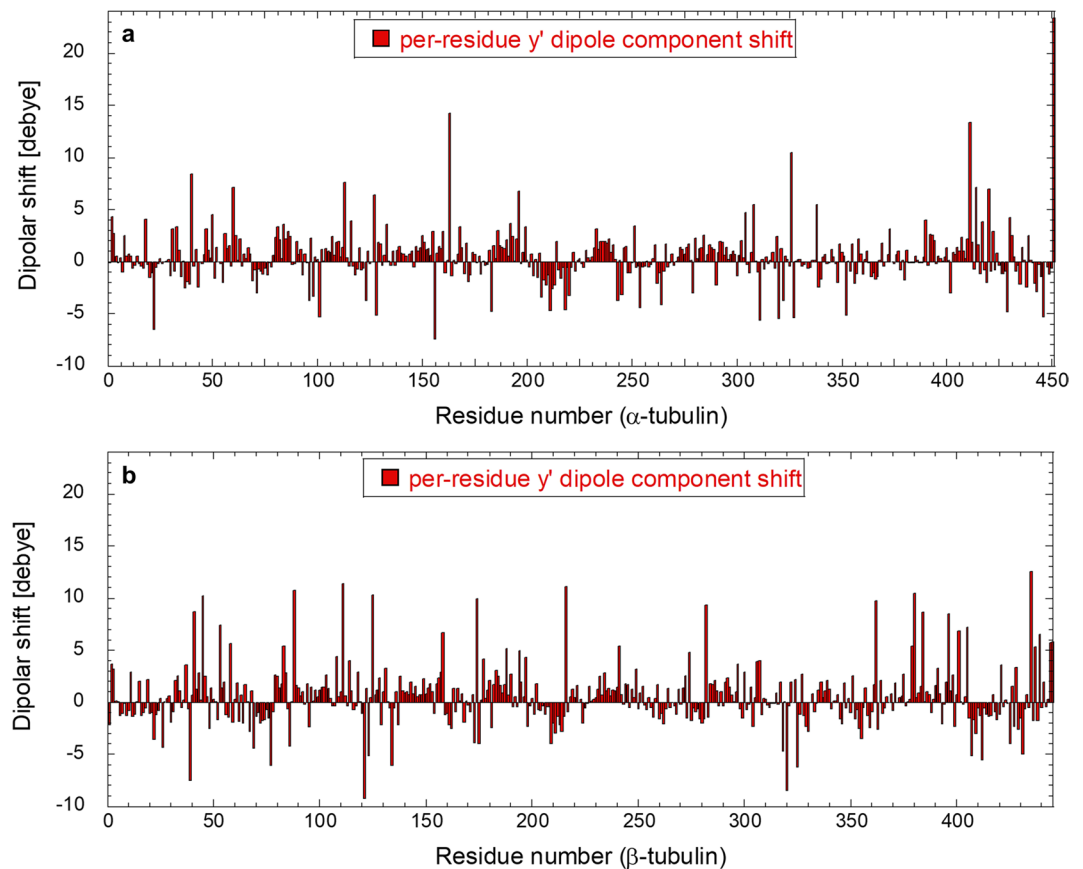 a
per-residue y' dipole component shift
Dipolar shift [debye]
20
15
10
5
0
-5
-10
0 50 100 150 200 250 300 350 400 450
Residue number (α-tubulin)
b
per-residue y' dipole component shift
Dipolar shift [debye]
20
15
10
5
0
-5
-10
0 50 100 150 200 250 300 350 400
Residue number (β-tubulin)